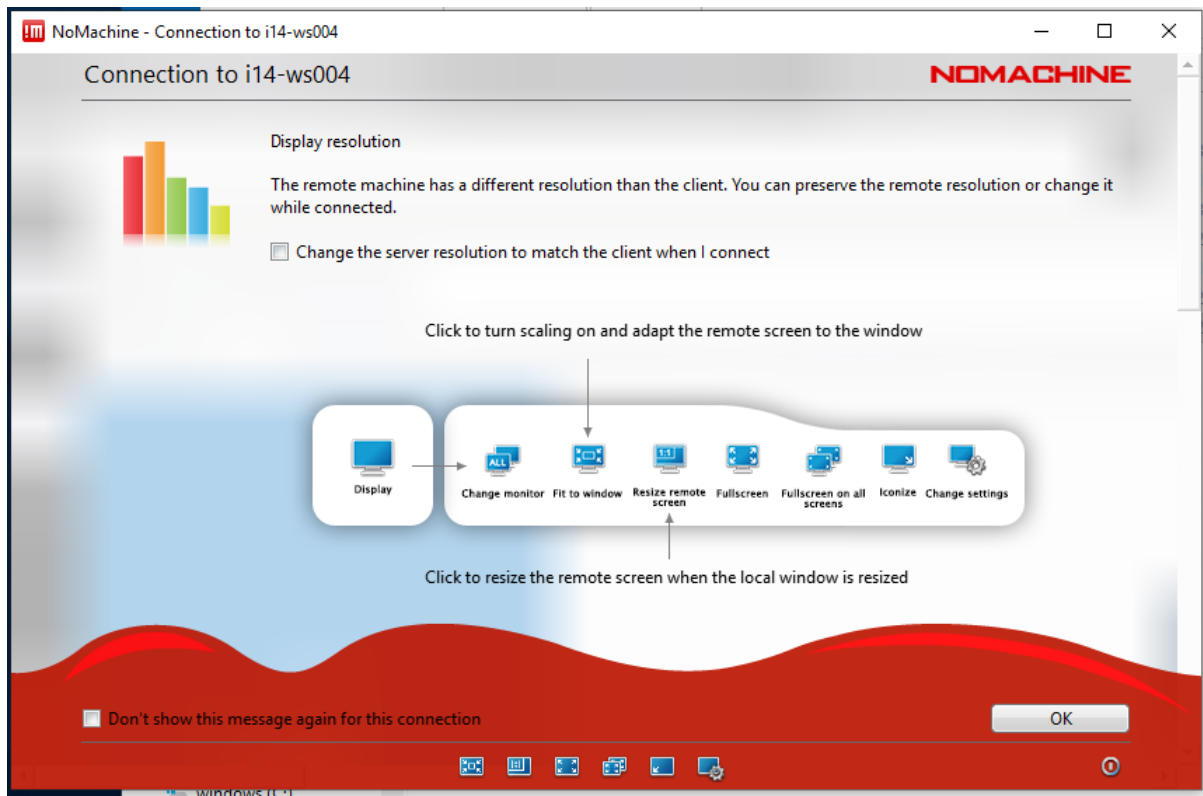 !m NoMachine - Connection to i14-ws004
Connection to i14-ws004
NOMACHINE
Display resolution
The remote machine has a different resolution than the client. You can preserve the remote resolution or change it
while connected.
Change the server resolution to match the client when I connect
Click to turn scaling on and adapt the remote screen to the window
ALL
1:1
Display
Change monitor
Fit to window
Resize remote
screen
Fullscreen
Fullscreen on all
screens
Iconize
Change settings
Click to resize the remote screen when the local window is resized
Don't show this message again for this connection
OK
windows (C:)